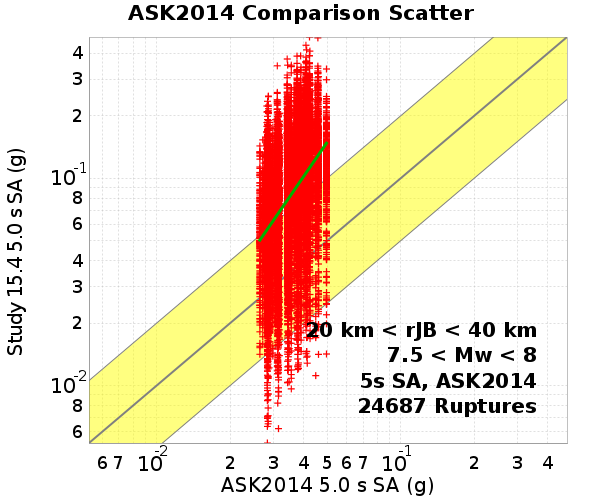 ASK2014 Comparison Scatter
Study 15.4 5.0 s SA (g)
4
3
2
10^-1
8
6
4
3
2
10^-2
8
6
20 km < rJB < 40 km
7.5 < Mw < 8
5s SA, ASK2014
24687 Ruptures
6 7 10^-2 2 3 4 5 6 7 10^-1 2 3 4
ASK2014 5.0 s SA (g)